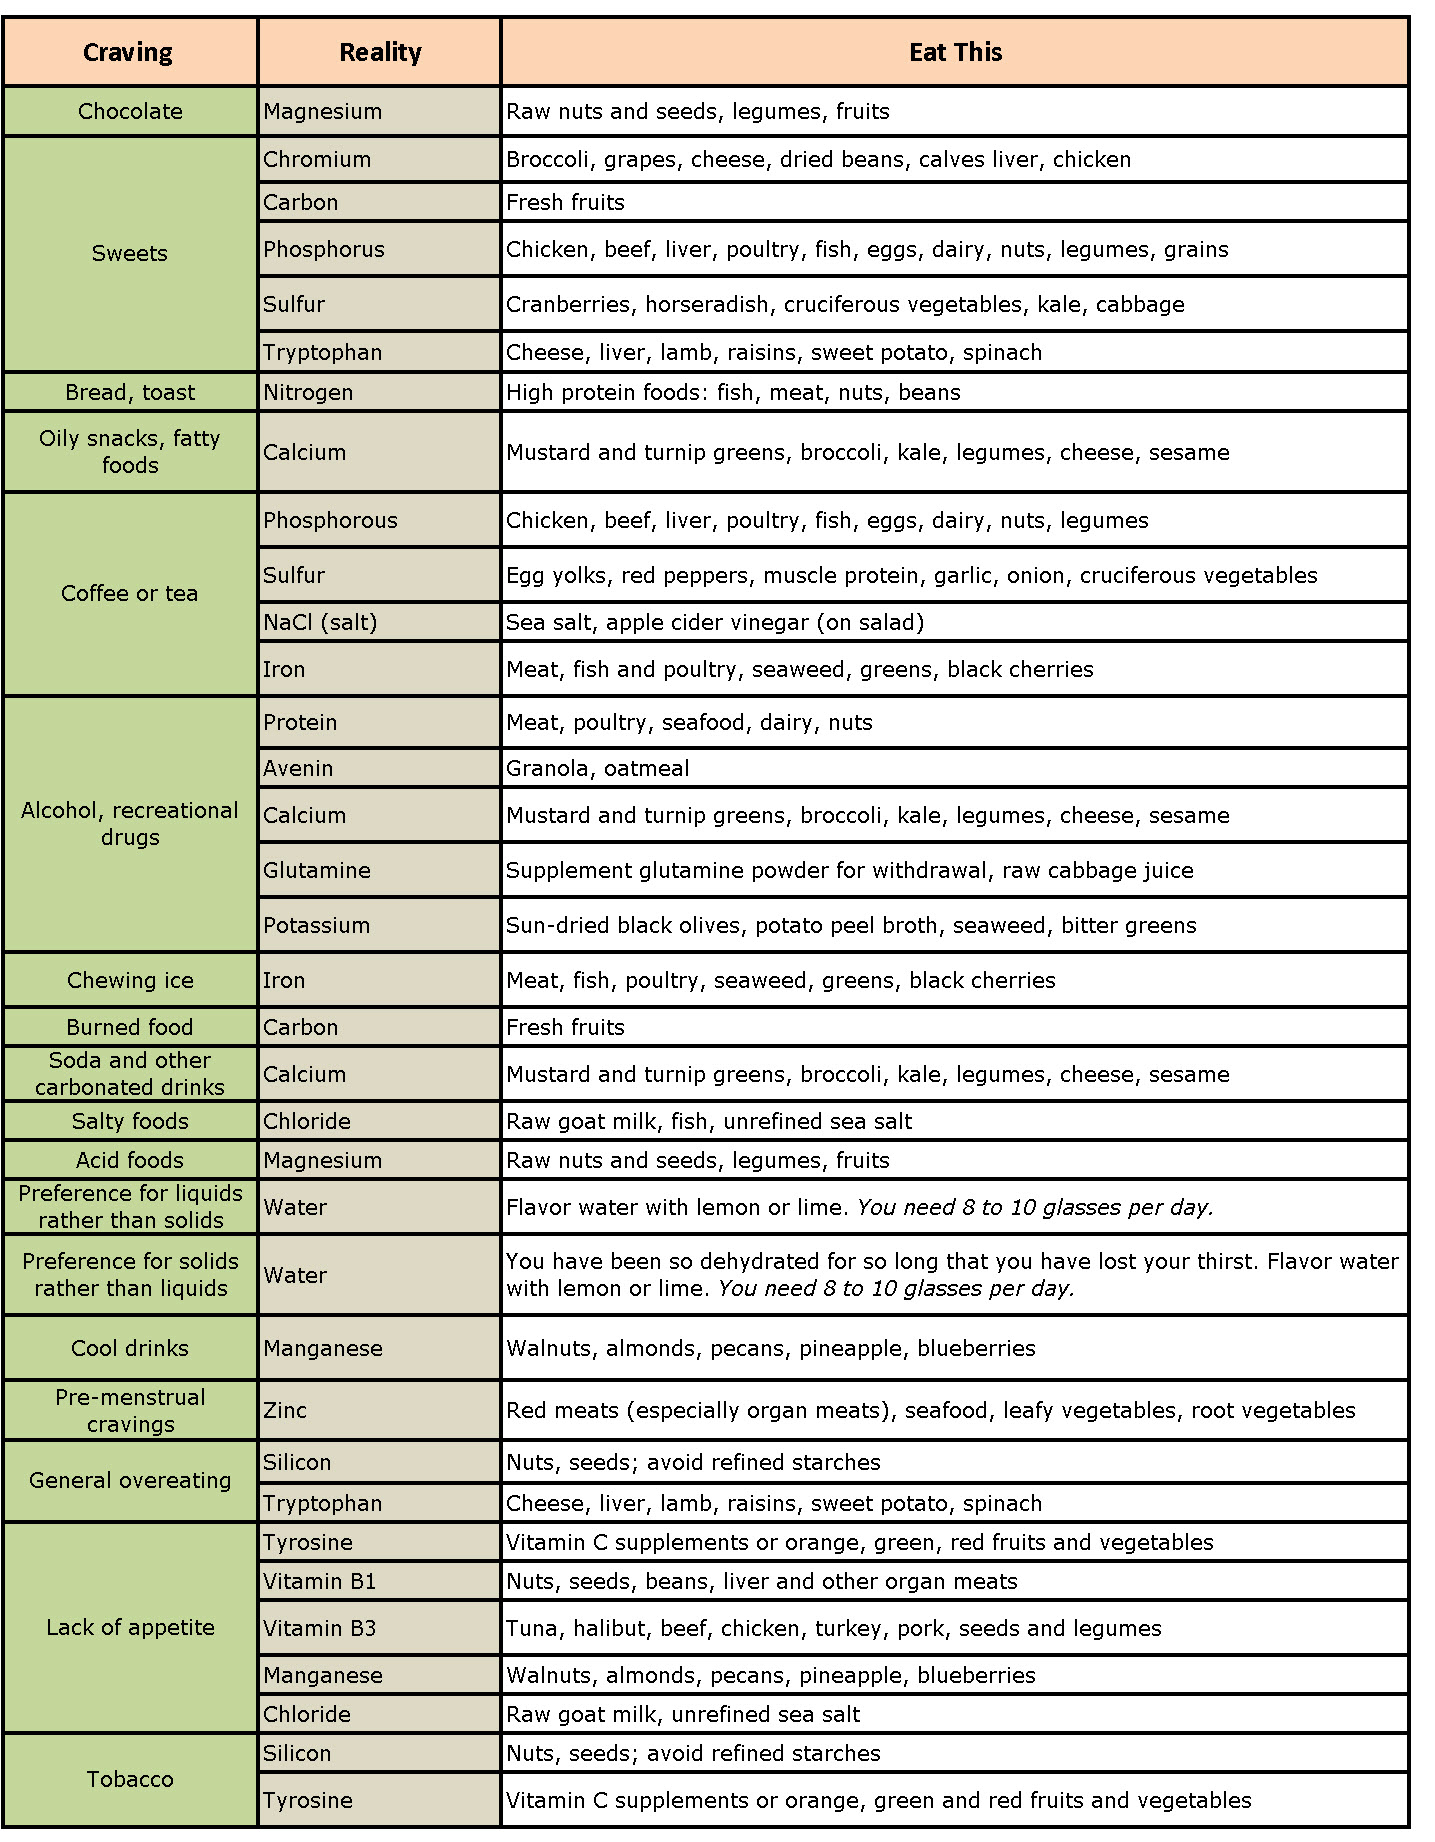 Craving Reality Eat This
Chocolate Magnesium Raw nuts and seeds, legumes, fruits
Sweets
Chromium Broccoli, grapes, cheese, dried beans, calves liver, chicken
Carbon Fresh fruits
Phosphorus Chicken, beef, liver, poultry, fish, eggs, dairy, nuts, legumes, grains
Sulfur Cranberries, horseradish, cruciferous vegetables, kale, cabbage
Tryptophan Cheese, liver, lamb, raisins, sweet potato, spinach
Bread, toast Nitrogen High protein foods: fish, meat, nuts, beans
Oily snacks, fatty
foods
Calcium Mustard and turnip greens, broccoli, kale, legumes, cheese, sesame
Coffee or tea
Phosphorous Chicken, beef, liver, poultry, fish, eggs, dairy, nuts, legumes
Sulfur Egg yolks, red peppers, muscle protein, garlic, onion, cruciferous vegetables
NaCl (salt) Sea salt, apple cider vinegar (on salad)
Iron Meat, fish and poultry, seaweed, greens, black cherries
Alcohol, recreational
drugs
Protein Meat, poultry, seafood, dairy, nuts
Avenin Granola, oatmeal
Calcium Mustard and turnip greens, broccoli, kale, legumes, cheese, sesame
Glutamine Supplement glutamine powder for withdrawal, raw cabbage juice
Potassium Sun-dried black olives, potato peel broth, seaweed, bitter greens
Chewing ice Iron Meat, fish, poultry, seaweed, greens, black cherries
Burned food Carbon Fresh fruits
Soda and other
carbonated drinks
Calcium Mustard and turnip greens, broccoli, kale, legumes, cheese, sesame
Salty foods Chloride Raw goat milk, fish, unrefined sea salt
Acid foods Magnesium Raw nuts and seeds, legumes, fruits
Preference for liquids
rather than solids
Water Flavor water with lemon or lime. You need 8 to 10 glasses per day.
Preference for solids
rather than liquids
Water
You have been so dehydrated for so long that you have lost your thirst. Flavor water
with lemon or lime. You need 8 to 10 glasses per day.
Cool drinks Manganese Walnuts, almonds, pecans, pineapple, blueberries
Pre-menstrual
cravings
Zinc Red meats (especially organ meats), seafood, leafy vegetables, root vegetables
General overeating
Silicon Nuts, seeds; avoid refined starches
Tryptophan Cheese, liver, lamb, raisins, sweet potato, spinach
Lack of appetite
Tyrosine Vitamin C supplements or orange, green, red fruits and vegetables
Vitamin B1 Nuts, seeds, beans, liver and other organ meats
Vitamin B3 Tuna, halibut, beef, chicken, turkey, pork, seeds and legumes
Manganese Walnuts, almonds, pecans, pineapple, blueberries
Chloride Raw goat milk, unrefined sea salt
Tobacco
Silicon Nuts, seeds; avoid refined starches
Tyrosine Vitamin C supplements or orange, green and red fruits and vegetables